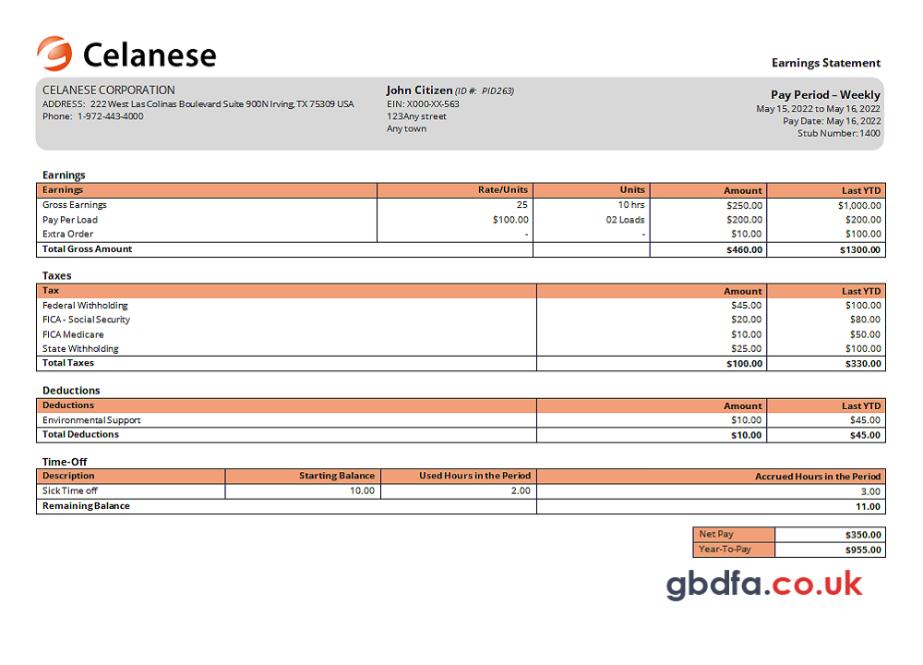 Celanese
Earnings Statement
CELANESE CORPORATION
ADDRESS: 222 West Las Colinas Boulevard Suite 900N Irving, TX 75309 USA
Phone: 1-972-443-4000
John Citizen (ID #: PID263)
EIN: X000-XX-563
123Any street
Any town
Pay Period – Weekly
May 15, 2022 to May 16, 2022
Pay Date: May 16, 2022
Stub Number: 1400
Earnings
Earnings Rate/Units Units Amount Last YTD
Gross Earnings 25 10 hrs $250.00 $1,000.00
Pay Per Load $100.00 02 Loads $200.00 $200.00
Extra Order - - $10.00 $100.00
Total Gross Amount $460.00 $1300.00
Taxes
Tax Amount Last YTD
Federal Withholding $45.00 $100.00
FICA - Social Security $20.00 $80.00
FICA Medicare $10.00 $50.00
State Withholding $25.00 $100.00
Total Taxes $100.00 $330.00
Deductions
Deductions Amount Last YTD
Environmental Support $10.00 $45.00
Total Deductions $10.00 $45.00
Time-Off
Description Starting Balance Used Hours in the Period Accrued Hours in the Period
Sick Time off 10.00 2.00 3.00
Remaining Balance 11.00
Net Pay $350.00
Year-To-Pay $955.00
gbdfa.co.uk